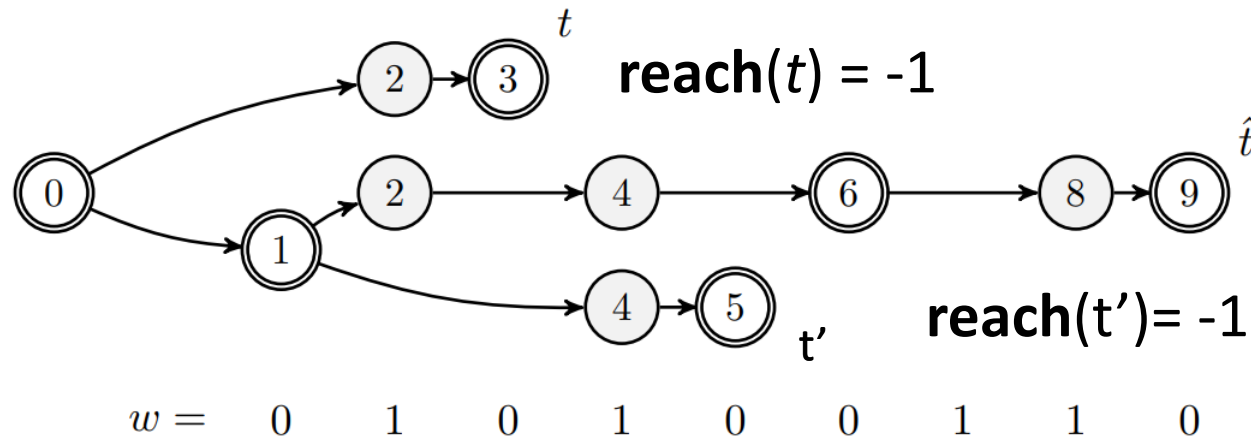 t
2 3 reach(t) = -1
t̂
0 2 4 6 8 9
1
4 5 reach(t’)= -1
t’
w = 0 1 0 1 0 0 1 1 0